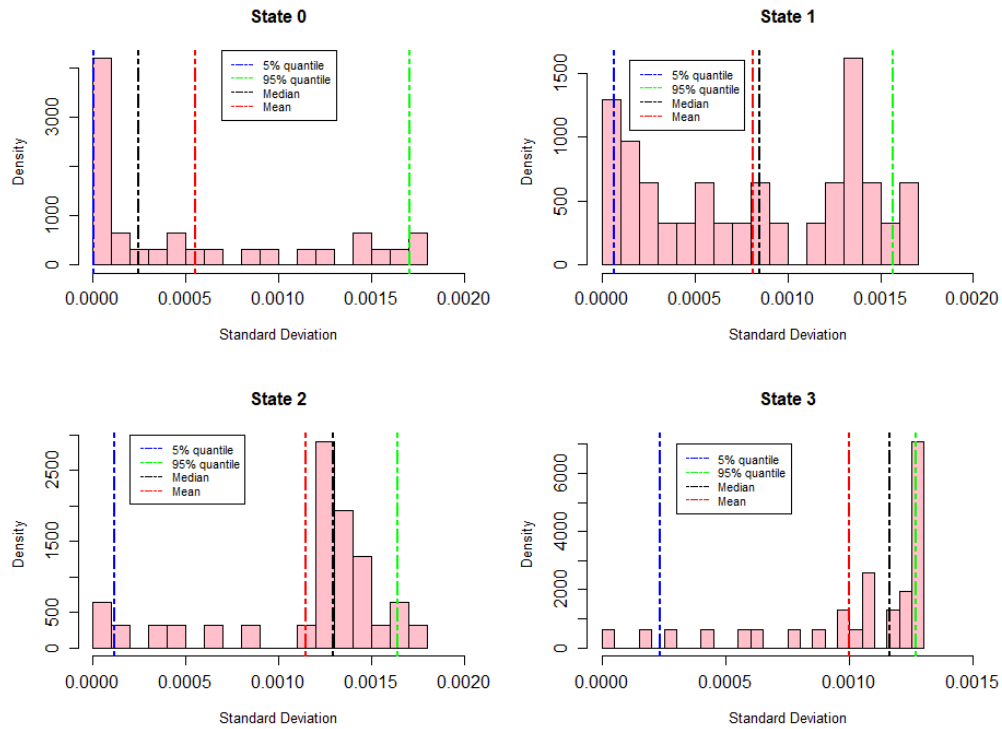 State 0
5% quantile
95% quantile
Median
Mean
Density
0
1000
3000
0.0000
0.0005
0.0010
0.0015
0.0020
Standard Deviation
State 1
5% quantile
95% quantile
Median
Mean
Density
0
500
1000
1500
0.0000
0.0005
0.0010
0.0015
0.0020
Standard Deviation
State 2
5% quantile
95% quantile
Median
Mean
Density
0
500
1500
2500
0.0000
0.0005
0.0010
0.0015
0.0020
Standard Deviation
State 3
5% quantile
95% quantile
Median
Mean
Density
0
2000
4000
6000
0.0000
0.0005
0.0010
0.0015
Standard Deviation